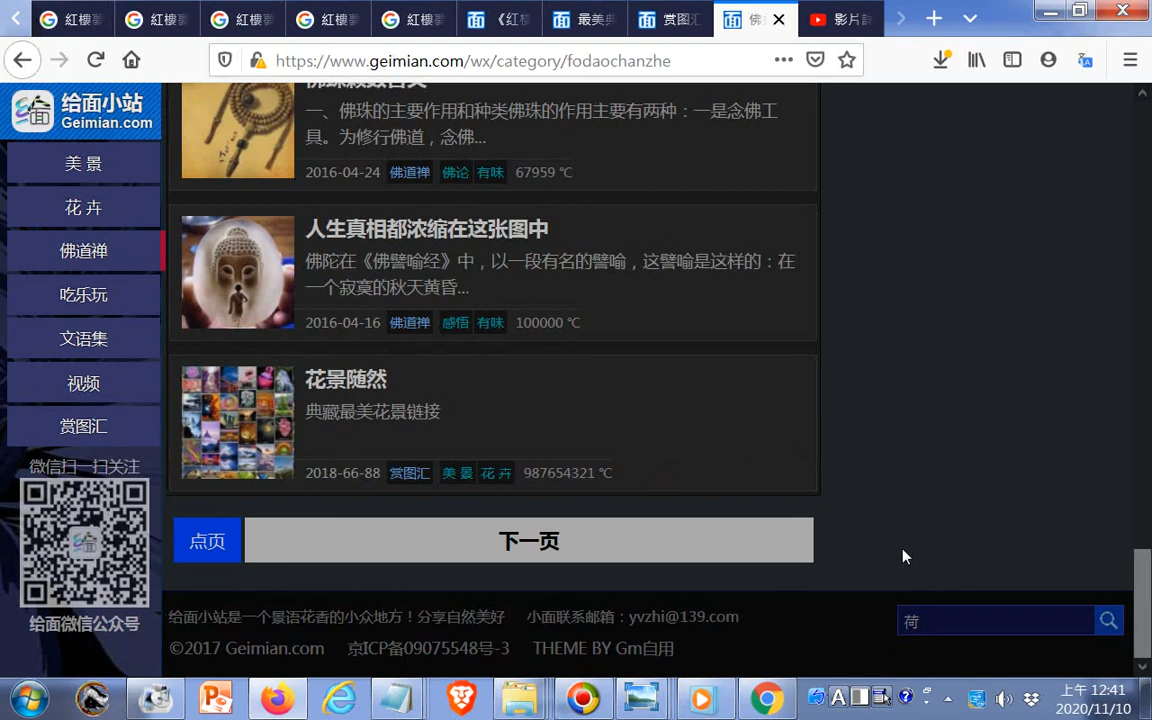 紅樓
紅樓
紅樓
紅樓
紅樓
《紅
最美
赏图汇
影片
https://www.geimian.com/wx/category/fodaochanzhe
给面小站
Geimian.com
美 景
花 卉
佛道禅
吃乐玩
文语集
视频
赏图汇
微信扫一扫关注
给面微信公众号
一、佛珠的主要作用和种类佛珠的作用主要有两种：一是念佛工
具。为修行佛道，念佛...
2016-04-24 佛道禅 佛论 有味 67959 ℃
人生真相都浓缩在这张图中
佛陀在《佛譬喻经》中，以一段有名的譬喻，这譬喻是这样的：在
一个寂寞的秋天黄昏...
2016-04-16 佛道禅 感悟 有味 100000 ℃
花景随然
典藏最美花景链接
2018-66-88 赏图汇 美 景 花 卉 987654321 ℃
点页 下一页
给面小站是一个景语花香的小众地方！分享自然美好 小面联系邮箱：yvzhi@139.com
荷
©2017 Geimian.com 京ICP备09075548号-3 THEME BY Gm自用
上午 12:41
2020/11/10